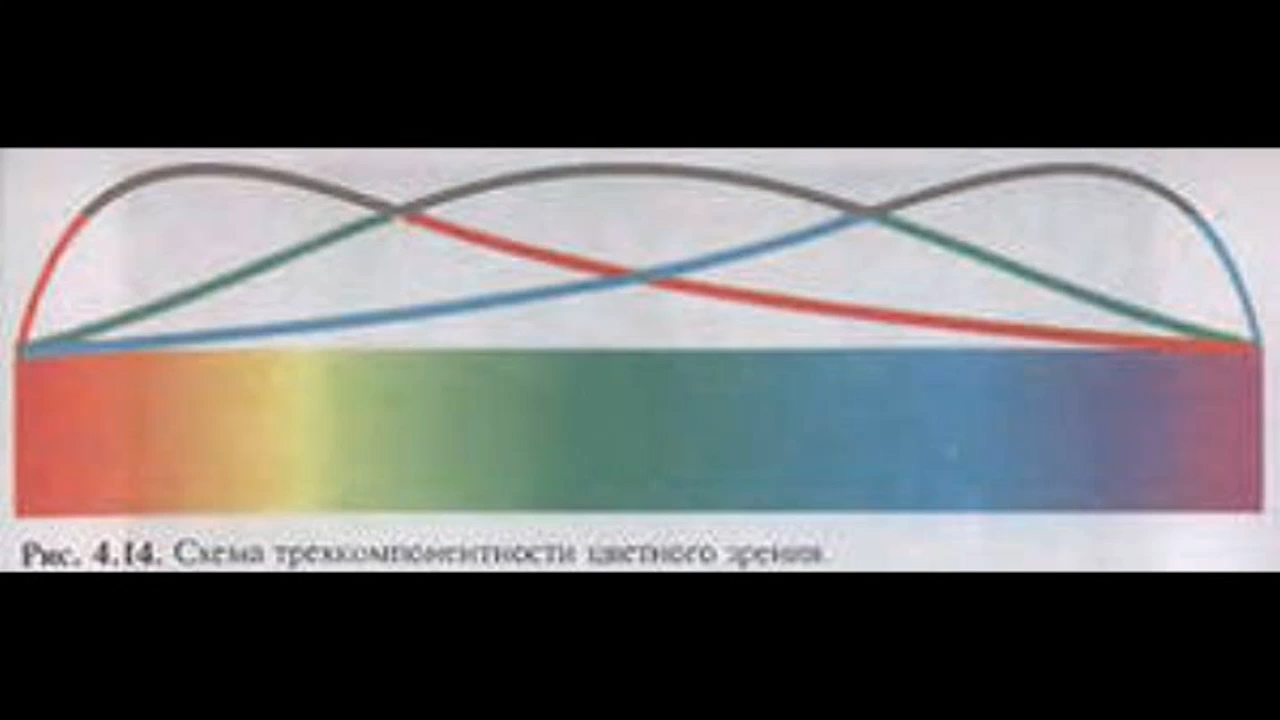 Рис. 4.14. Схема трехкомпонентности цветного зрения.